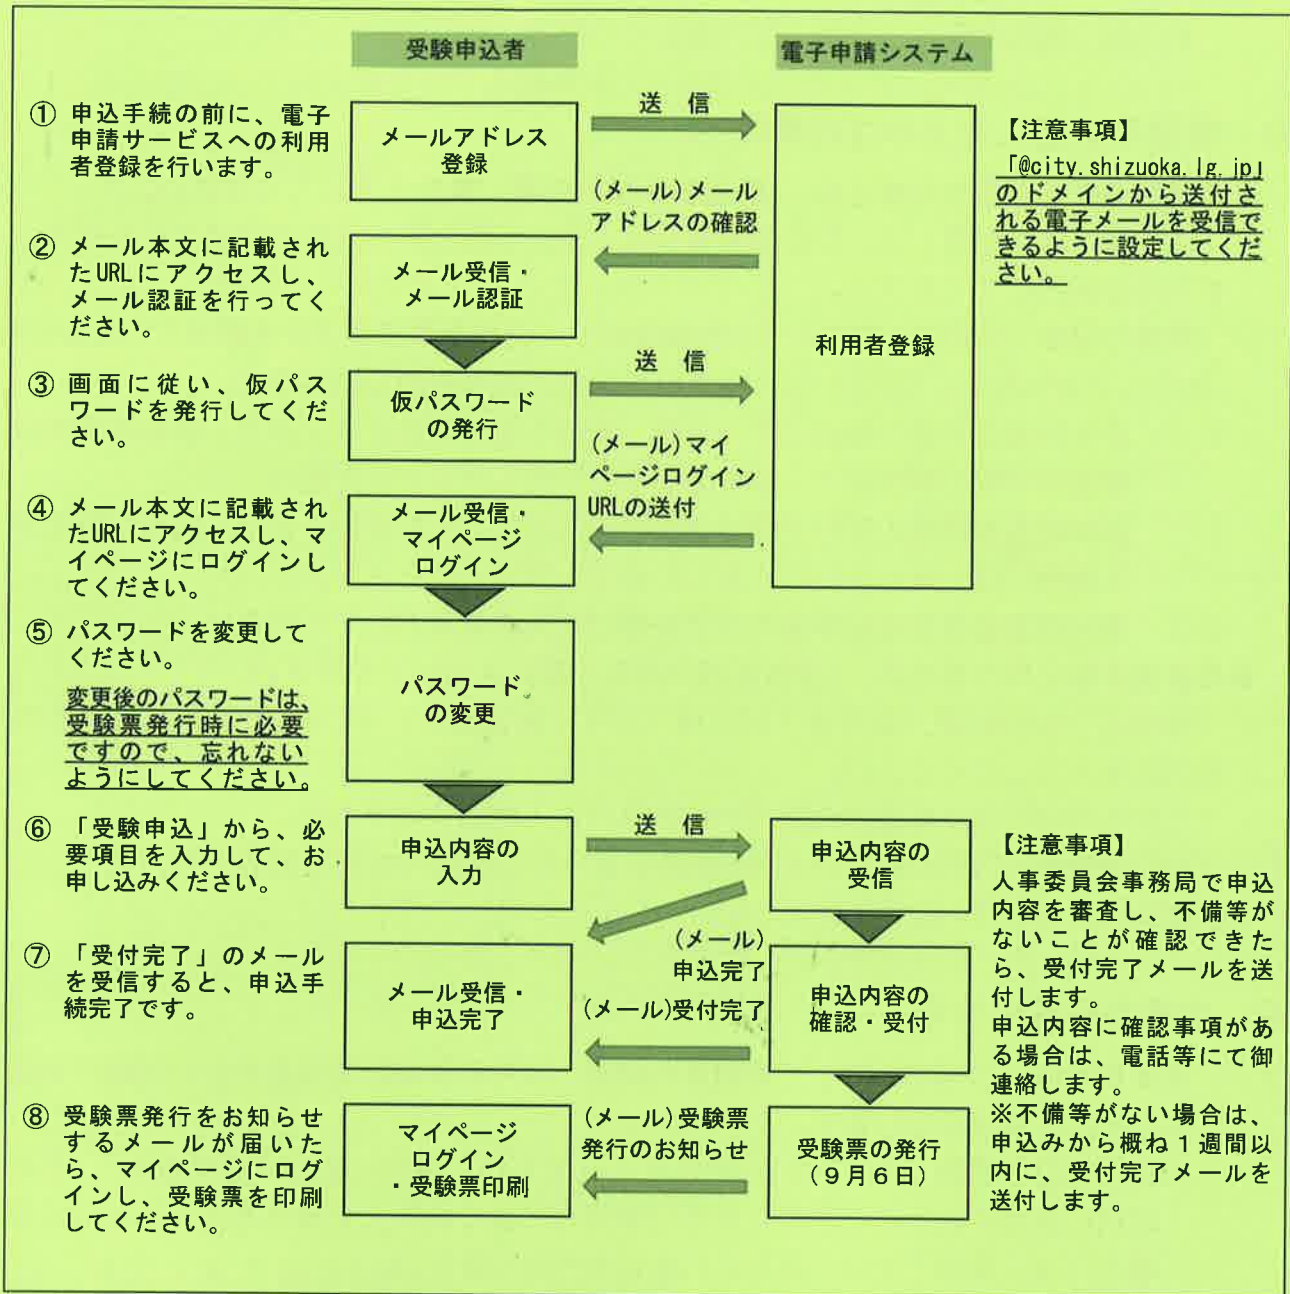 受験申込者
電子申請システム
① 申込手続の前に、電子
申請サービスへの利用
者登録を行います。
メールアドレス
登録
送 信
(メール)メール
アドレスの確認
【注意事項】
「@city.shizuoka.lg.jp」
のドメインから送付さ
れる電子メールを受信で
きるように設定してくだ
さい。
② メール本文に記載され
たURLにアクセスし、
メール認証を行ってく
ださい。
メール受信・
メール認証
利用者登録
③ 画面に従い、仮パス
ワードを発行してくだ
さい。
仮パスワード
の発行
送 信
(メール)マイ
ページログイン
URLの送付
④ メール本文に記載され
たURLにアクセスし、マ
イページにログインし
てください。
メール受信・
マイページ
ログイン
⑤ パスワードを変更して
ください。
変更後のパスワードは、
受験票発行時に必要
ですので、忘れない
ようにしてください。
パスワード
の変更
⑥ 「受験申込」から、必
要項目を入力して、お
申し込みください。
申込内容の
入力
送 信
申込内容の
受信
【注意事項】
人事委員会事務局で申込
内容を審査し、不備等が
ないことが確認できた
ら、受付完了メールを送
付します。
申込内容に確認事項があ
る場合は、電話等にて御
連絡します。
※不備等がない場合は、
申込みから概ね1週間以
内に、受付完了メールを
送付します。
⑦ 「受付完了」のメール
を受信すると、申込手
続完了です。
メール受信・
申込完了
(メール)
申込完了
(メール)受付完了
申込内容の
確認・受付
⑧ 受験票発行をお知らせ
するメールが届いた
ら、マイページにログ
インし、受験票を印刷
してください。
マイページ
ログイン
・受験票印刷
(メール)受験票
発行のお知らせ
受験票の発行
(9月6日)